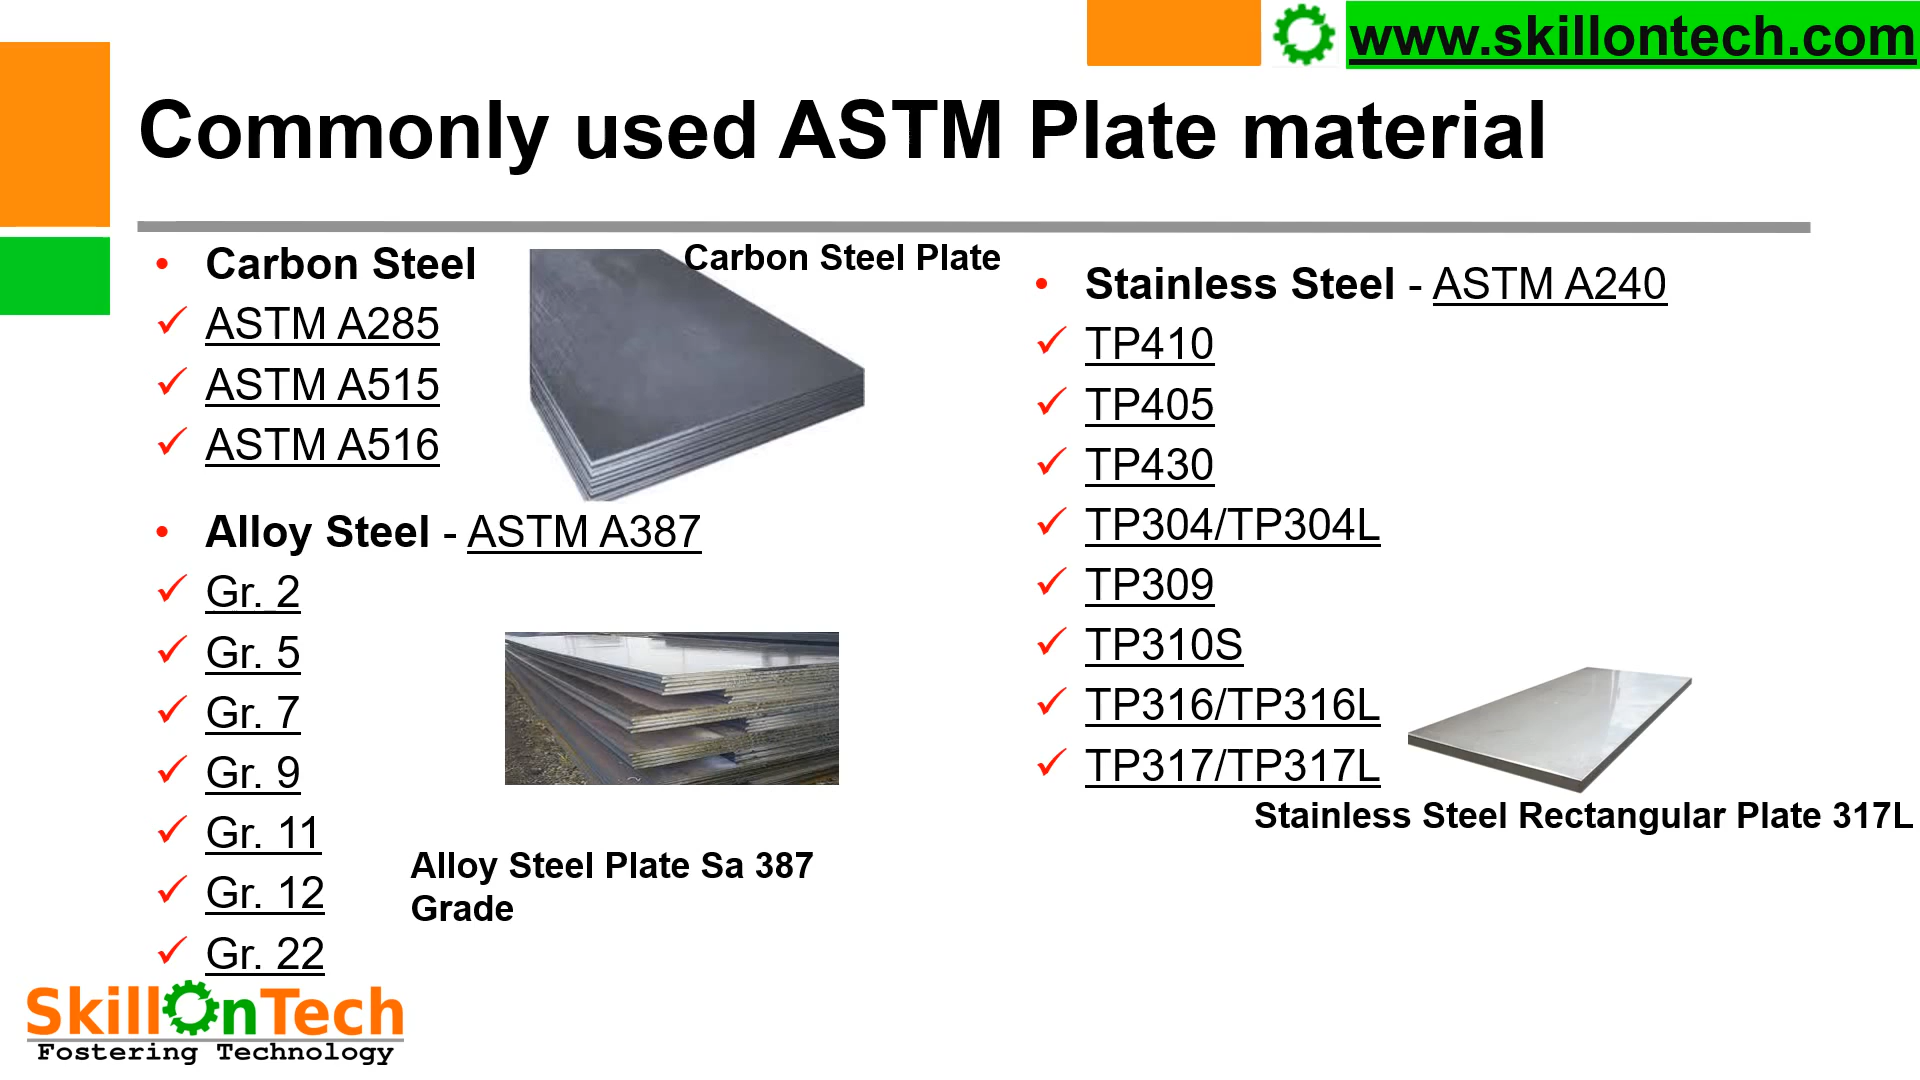 www.skillontech.com
Commonly used ASTM Plate material
Carbon Steel
ASTM A285
ASTM A515
ASTM A516
Carbon Steel Plate
Alloy Steel - ASTM A387
Gr. 2
Gr. 5
Gr. 7
Gr. 9
Gr. 11
Gr. 12
Gr. 22
Alloy Steel Plate Sa 387
Grade
Stainless Steel - ASTM A240
TP410
TP405
TP430
TP304/TP304L
TP309
TP310S
TP316/TP316L
TP317/TP317L
Stainless Steel Rectangular Plate 317L
SkillOnTech
Fostering Technology